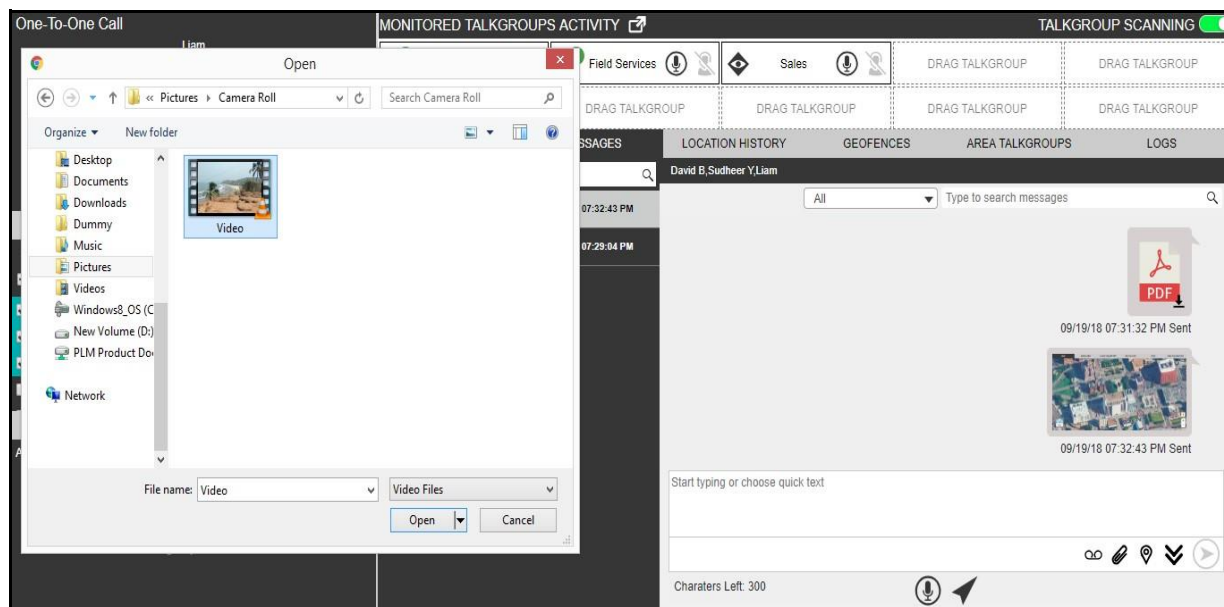 One-To-One Call
MONITORED TALKGROUPS ACTIVITY
TALKGROUP SCANNING
Liam
Open
Field Services
Sales
DRAG TALKGROUP
DRAG TALKGROUP
« Pictures Camera Roll
Search Camera Roll
DRAG TALKGROUP
DRAG TALKGROUP
DRAG TALKGROUP
DRAG TALKGROUP
Organize
New folder
SSAGES
LOCATION HISTORY
GEOFENCES
AREA TALKGROUPS
LOGS
Desktop
Documents
Downloads
Dummy
Music
Pictures
Videos
Windows8_OS (C
New Volume (D:)
PLM Product Do
Network
Video
David B,Sudheer Y,Liam
All
Type to search messages
07:32:43 PM
07:29:04 PM
PDF
09/19/18 07:31:32 PM Sent
09/19/18 07:32:43 PM Sent
File name: Video
Video Files
Open
Cancel
Start typing or choose quick text
Charaters Left: 300